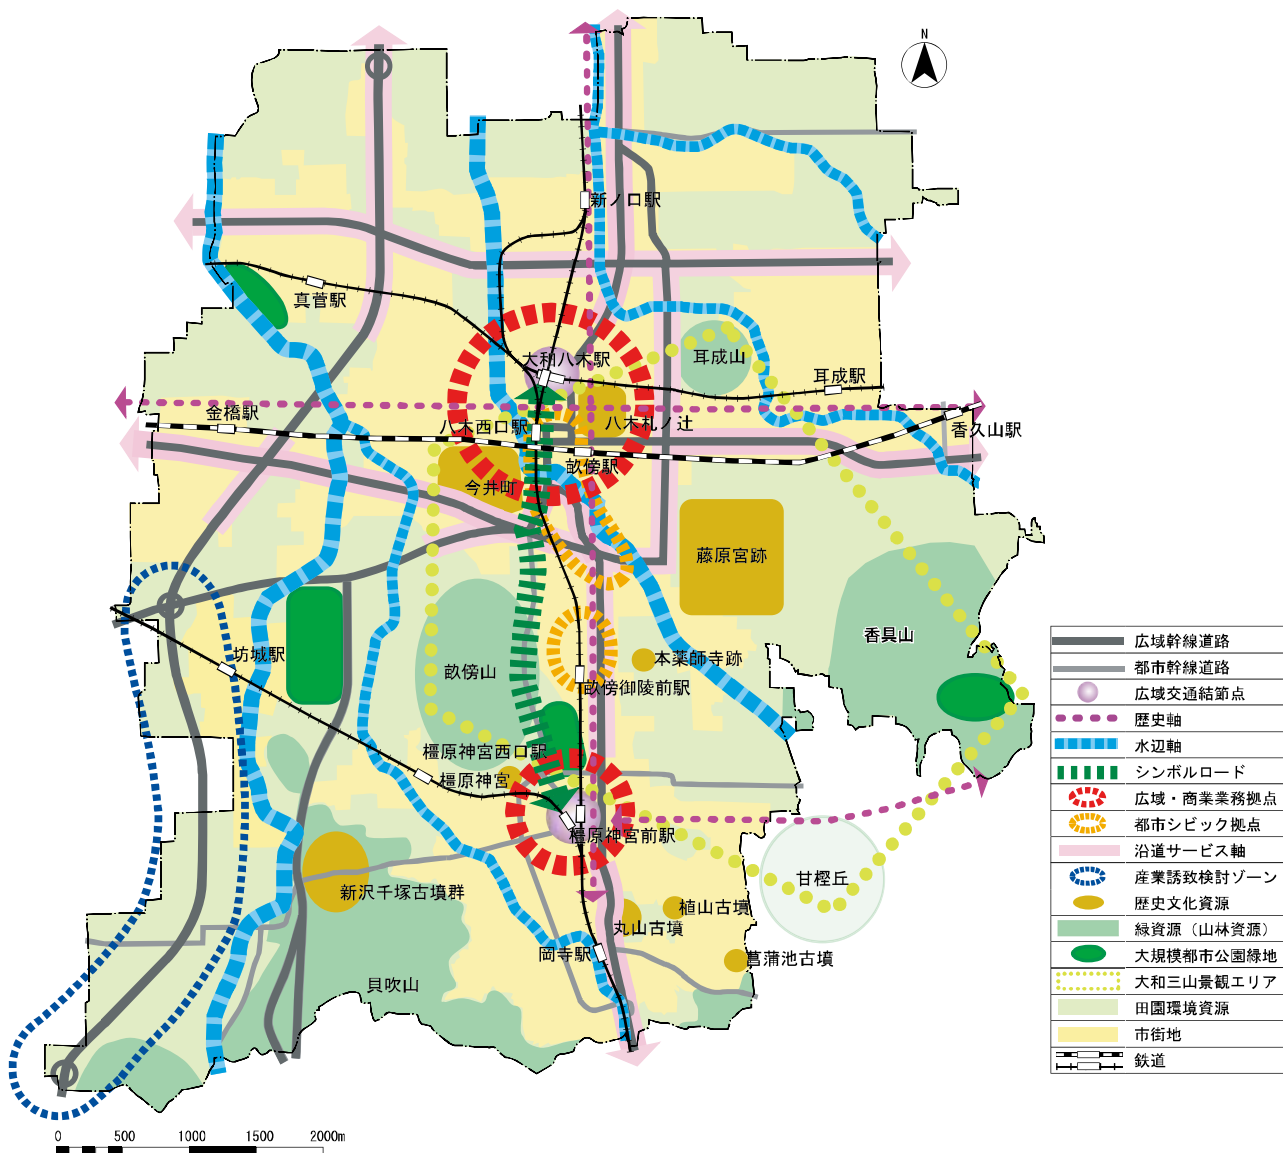 N
新ノ口駅
真菅駅
大和八木駅
耳成山
耳成駅
金橋駅
八木西口駅
八木札ノ辻
香久山駅
畝傍駅
今井町
藤原宮跡
香具山
坊城駅
畝傍山
本薬師寺跡
畝傍御陵前駅
橿原神宮西口駅
橿原神宮
橿原神宮前駅
甘樫丘
新沢千塚古墳群
植山古墳
丸山古墳
岡寺駅
菖蒲池古墳
貝吹山
広域幹線道路
都市幹線道路
広域交通結節点
歴史軸
水辺軸
シンボルロード
広域・商業業務拠点
都市シビック拠点
沿道サービス軸
産業誘致検討ゾーン
歴史文化資源
緑資源（山林資源）
大規模都市公園緑地
大和三山景観エリア
田園環境資源
市街地
鉄道
0 500 1000 1500 2000m